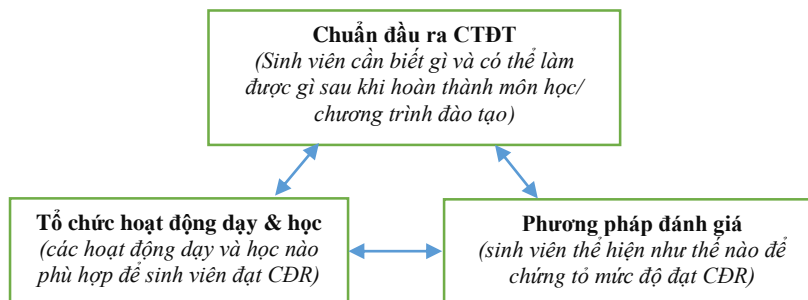 Chuẩn đầu ra CTĐT
(Sinh viên cần biết gì và có thể làm
được gì sau khi hoàn thành môn học/
chương trình đào tạo)
Tổ chức hoạt động dạy & học
(các hoạt động dạy và học nào
phù hợp để sinh viên đạt CĐR)
Phương pháp đánh giá
(sinh viên thể hiện như thế nào để
chứng tỏ mức độ đạt CĐR)